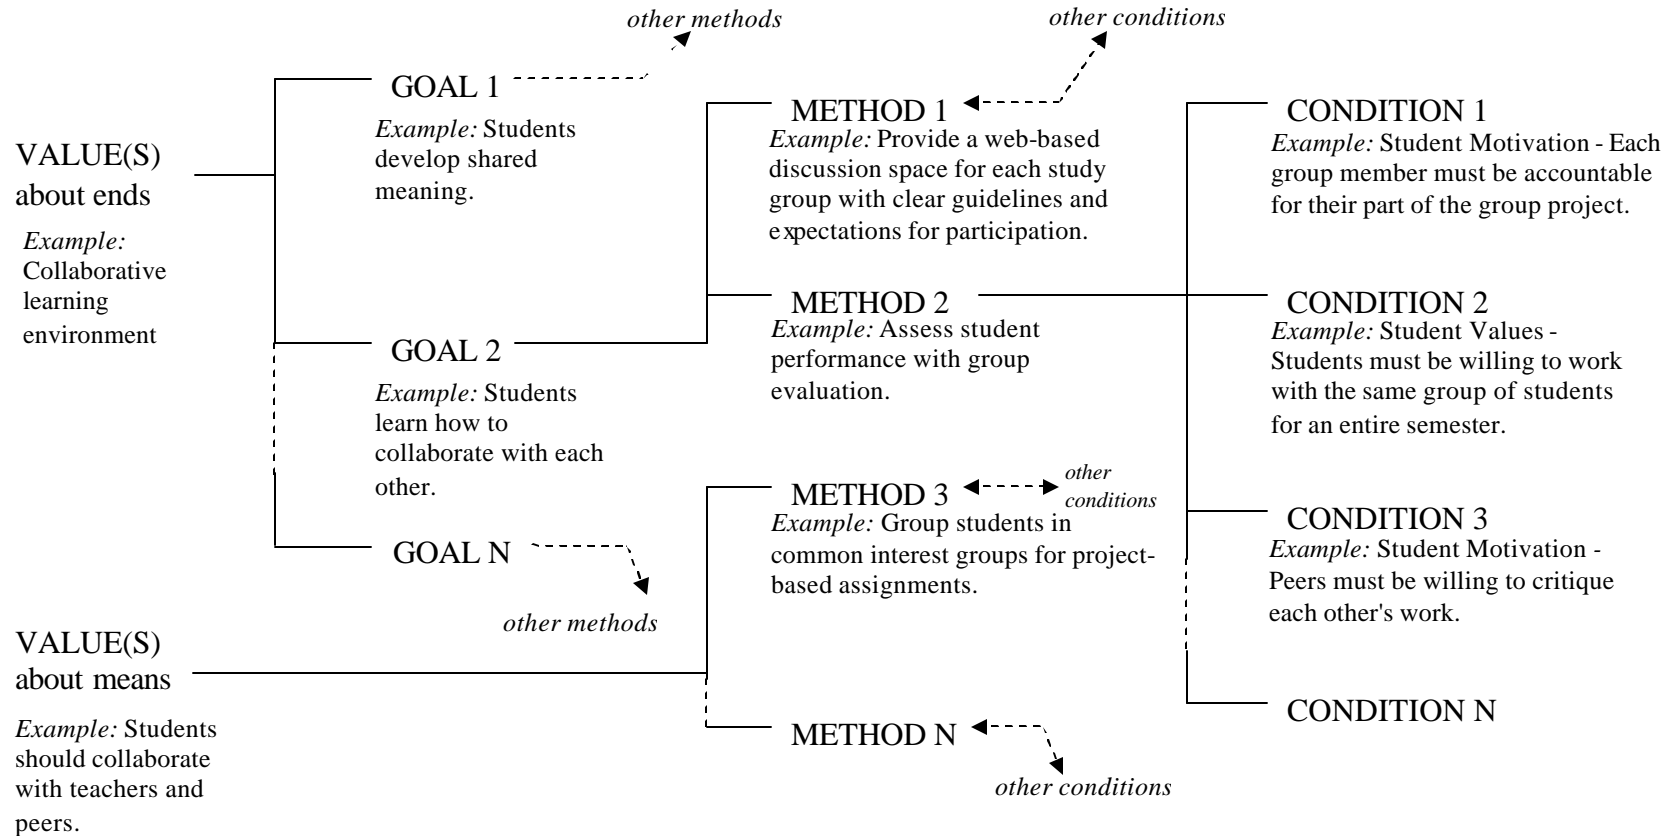 other methods
other conditions
VALUE(S)
about ends
Example:
Collaborative
learning
environment
VALUE(S)
about means
Example: Students
should collaborate
with teachers and
peers.
GOAL 1
Example: Students
develop shared
meaning.
GOAL 2
Example: Students
learn how to
collaborate with each
other.
GOAL N
other methods
METHOD 1
Example: Provide a web-based
discussion space for each study
group with clear guidelines and
expectations for participation.
METHOD 2
Example: Assess student
performance with group
evaluation.
METHOD 3
other
conditions
Example: Group students in
common interest groups for project-
based assignments.
METHOD N
other conditions
CONDITION 1
Example: Student Motivation - Each
group member must be accountable
for their part of the group project.
CONDITION 2
Example: Student Values -
Students must be willing to work
with the same group of students
for an entire semester.
CONDITION 3
Example: Student Motivation -
Peers must be willing to critique
each other's work.
CONDITION N